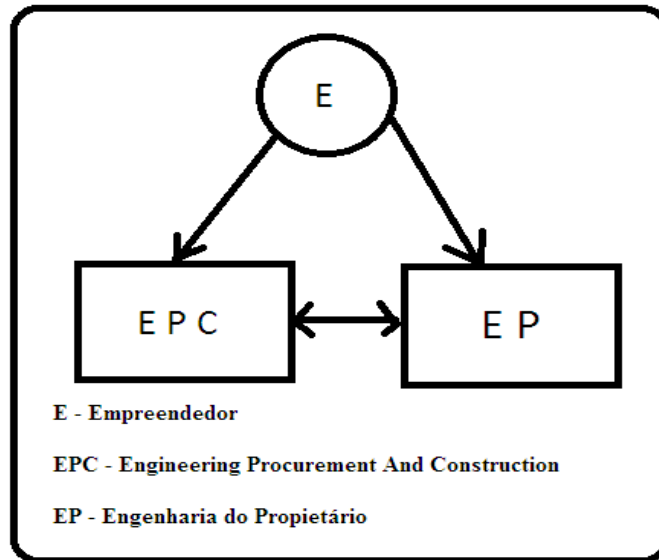 E
E P C
E P
E - Empreendedor
EPC - Engineering Procurement And Construction
EP - Engenharia do Propietário